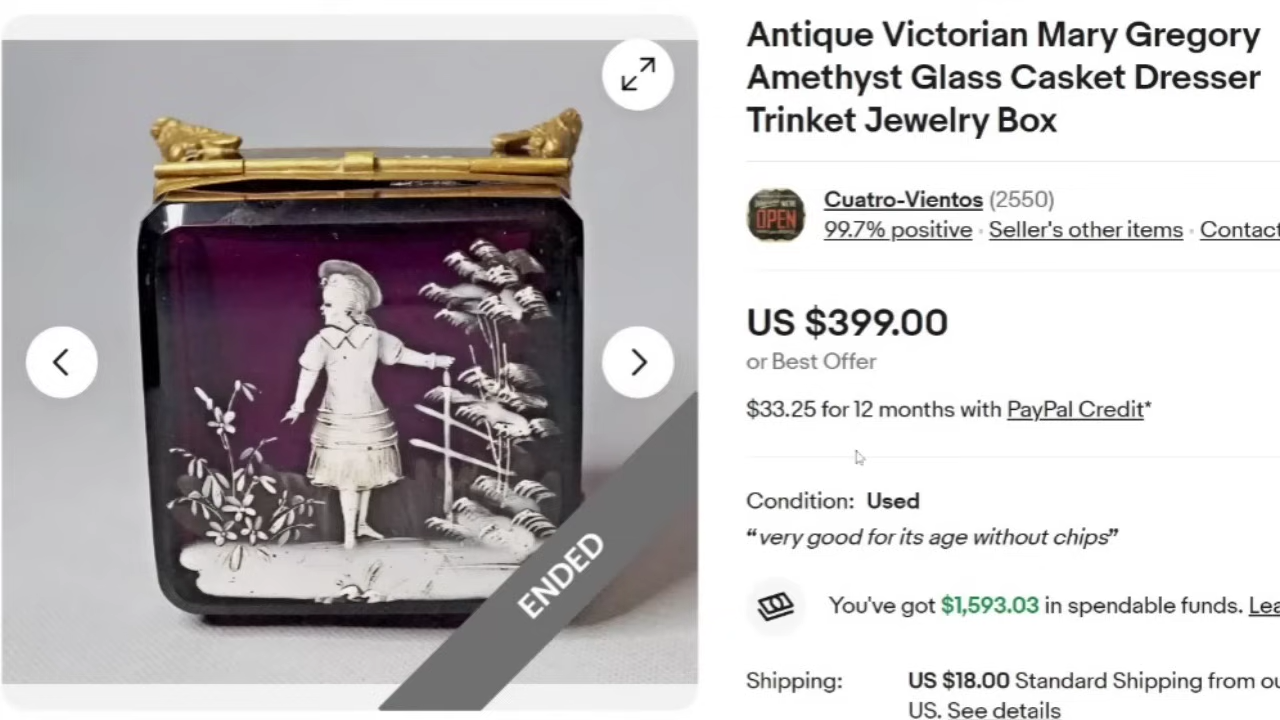 Antique Victorian Mary Gregory
Amethyst Glass Casket Dresser
Trinket Jewelry Box
OPEN
Cuatro-Vientos (2550)
99.7% positive · Seller's other items · Contact
US $399.00
or Best Offer
$33.25 for 12 months with PayPal Credit*
Condition: Used
“very good for its age without chips”
ENDED
You've got $1,593.03 in spendable funds. Lea
Shipping: US $18.00 Standard Shipping from ou
US. See details